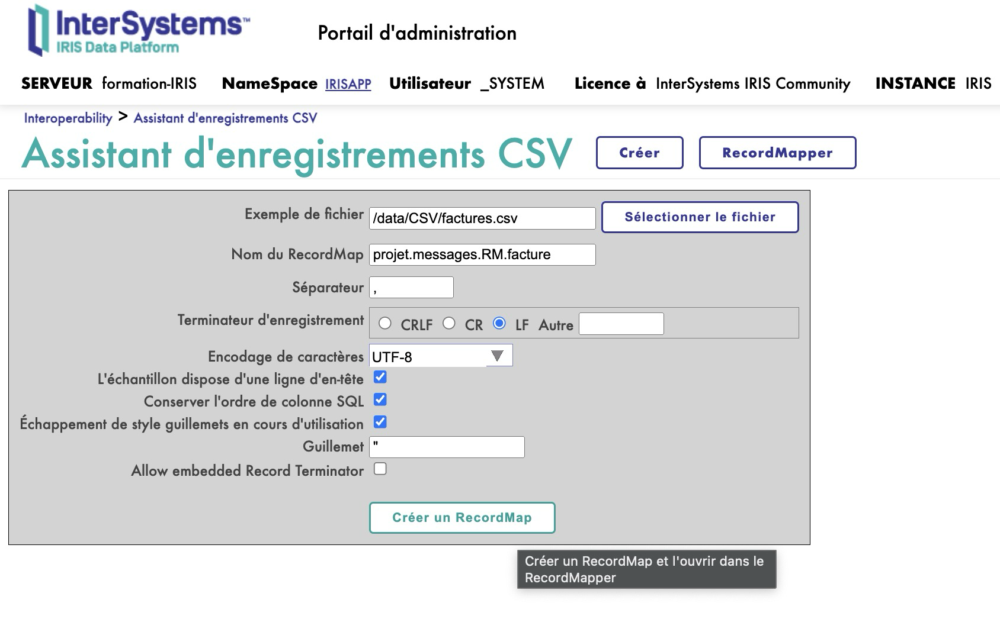 InterSystems™
IRIS Data Platform
Portail d'administration
SERVEUR formation-IRIS NameSpace IRISAPP Utilisateur _SYSTEM Licence à InterSystems IRIS Community INSTANCE IRIS
Interoperability > Assistant d'enregistrements CSV
Assistant d'enregistrements CSV Créer RecordMapper
Exemple de fichier /data/CSV/factures.csv Sélectionner le fichier
Nom du RecordMap projet.messages.RM.facture
Séparateur ,
Terminateur d'enregistrement CRLF CR LF Autre
Encodage de caractères UTF-8
L'échantillon dispose d'une ligne d'en-tête
Conserver l'ordre de colonne SQL
Échappement de style guillemets en cours d'utilisation
Guillemet "
Allow embedded Record Terminator
Créer un RecordMap
Créer un RecordMap et l'ouvrir dans le
RecordMapper